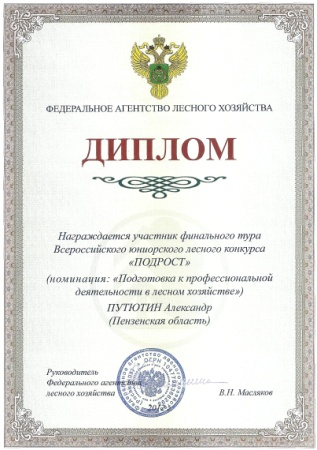 ФЕДЕРАЛЬНОЕ АГЕНТСТВО ЛЕСНОГО ХОЗЯЙСТВА
ДИПЛОМ
Награждается участник финального тура
Всероссийского юниорского лесного конкурса
«ПОДРОСТ»
(номинация: «Подготовка к профессиональной
деятельности в лесном хозяйстве»)
ПУТЮТИН Александр
(Пензенская область)
Руководитель
Федерального агентства
лесного хозяйства
В.Н. Масляков